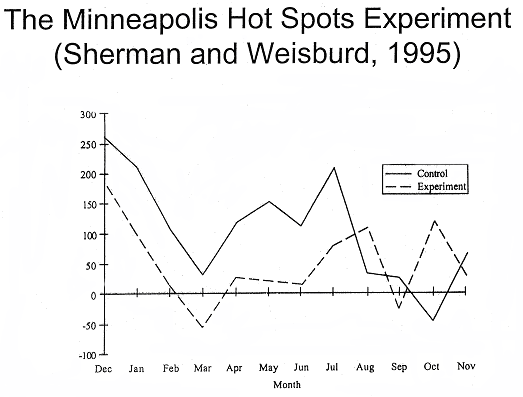 The Minneapolis Hot Spots Experiment
(Sherman and Weisburd, 1995)
300
250
200
150
100
50
0
-50
-100
Control
Experiment
Dec Jan Feb Mar Apr May Jun Jul Aug Sep Oct Nov
Month